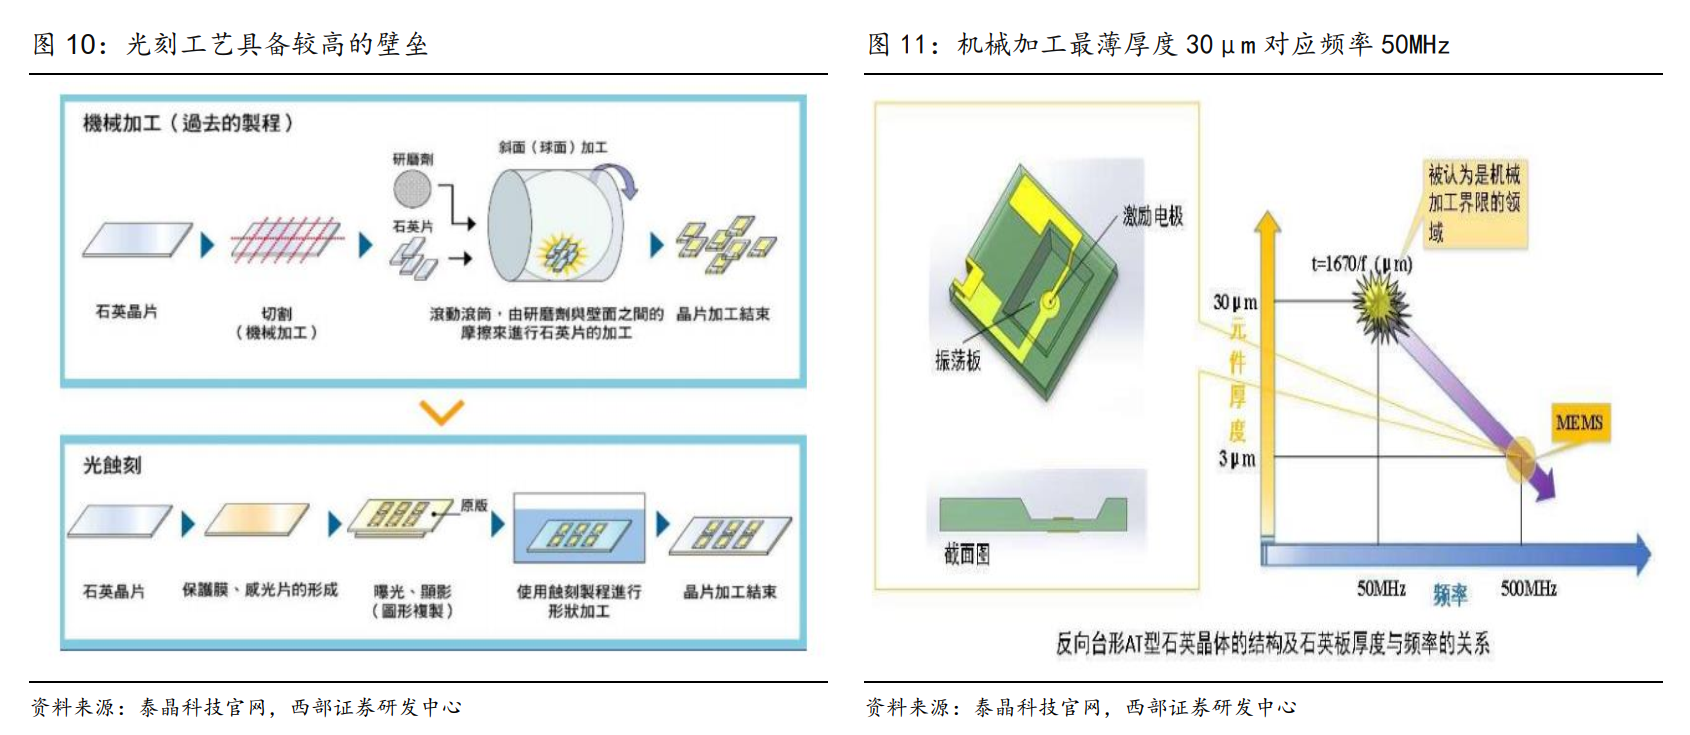 图 10：光刻工艺具备较高的壁垒
機械加工（過去的製程）
研磨劑
斜面（球面）加工
石英片
石英晶片
切割
（機械加工）
滾動滾筒，由研磨劑與壁面之間的
摩擦來進行石英片的加工
晶片加工結束
光蝕刻
原版
石英晶片
保護膜、感光片的形成
曝光、顯影
（圖形複製）
使用蝕刻製程進行
形狀加工
晶片加工結束
资料来源：泰晶科技官网，西部证券研发中心
图 11：机械加工最薄厚度 30μm 对应频率 50MHz
激励电极
振荡板
截面图
被认为是机械
加工界限的领
域
t=1670/f (μm)
30μm
元件厚度
3μm
MEMS
50MHz
频率
500MHz
反向台形AT型石英晶体的结构及石英板厚度与频率的关系
资料来源：泰晶科技官网，西部证券研发中心